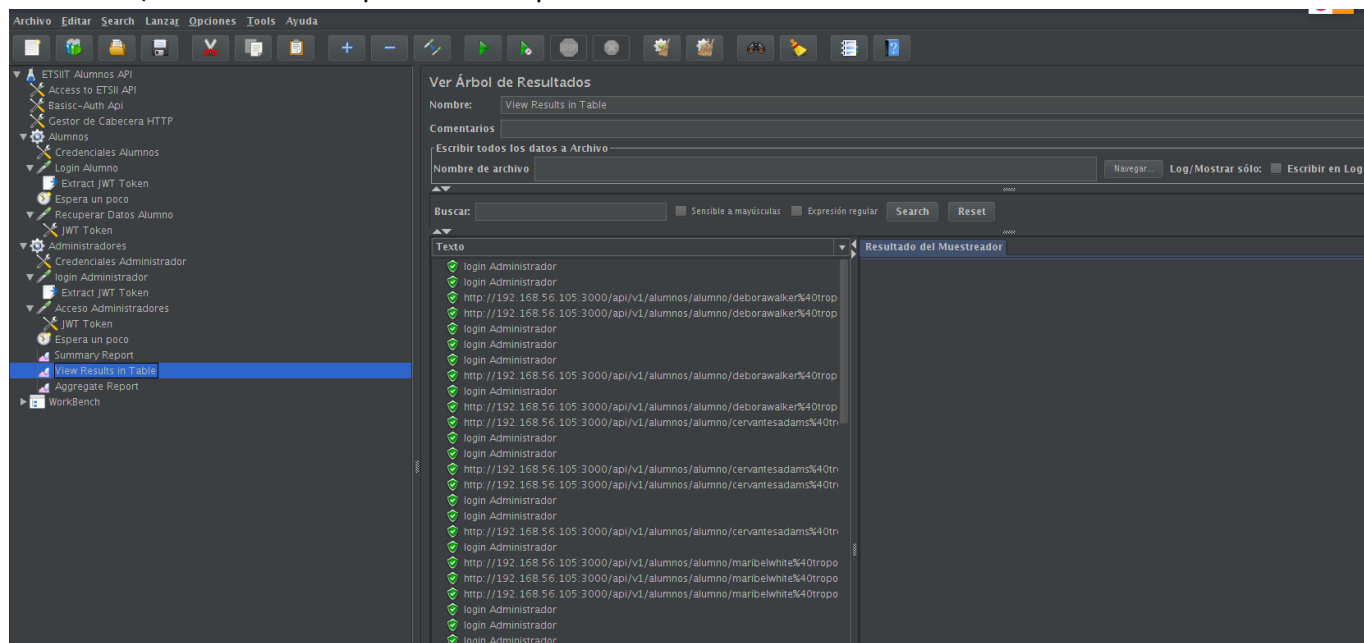 Archivo Editar Search Lanzar Opciones Tools Ayuda
ETSIIT Alumnos API
Access to ETSII API
Basisc-Auth Api
Gestor de Cabecera HTTP
Alumnos
Credenciales Alumnos
Login Alumno
Extract JWT Token
Espera un poco
Recuperar Datos Alumno
JWT Token
Administradores
Credenciales Administrador
login Administrador
Extract JWT Token
Acceso Administradores
JWT Token
Espera un poco
Summary Report
View Results in Table
Aggregate Report
WorkBench
Ver Árbol de Resultados
Nombre: View Results in Table
Comentarios
Escribir todos los datos a Archivo
Nombre de archivo Navegar... Log/Mostrar sólo: Escribir en Log
Buscar: Sensible a mayúsculas Expresión regular Search Reset
Texto Resultado del Muestreador
login Administrador
login Administrador
http://192.168.56.105:3000/api/v1/alumnos/alumno/deborawalker%40trop
http://192.168.56.105:3000/api/v1/alumnos/alumno/deborawalker%40trop
login Administrador
login Administrador
login Administrador
http://192.168.56.105:3000/api/v1/alumnos/alumno/deborawalker%40trop
login Administrador
http://192.168.56.105:3000/api/v1/alumnos/alumno/deborawalker%40trop
http://192.168.56.105:3000/api/v1/alumnos/alumno/cervantesadams%40tr
login Administrador
login Administrador
http://192.168.56.105:3000/api/v1/alumnos/alumno/cervantesadams%40tr
http://192.168.56.105:3000/api/v1/alumnos/alumno/cervantesadams%40tr
login Administrador
login Administrador
http://192.168.56.105:3000/api/v1/alumnos/alumno/cervantesadams%40tr
login Administrador
http://192.168.56.105:3000/api/v1/alumnos/alumno/maribelwhite%40tropo
http://192.168.56.105:3000/api/v1/alumnos/alumno/maribelwhite%40tropo
http://192.168.56.105:3000/api/v1/alumnos/alumno/maribelwhite%40tropo
login Administrador
login Administrador
login Administrador